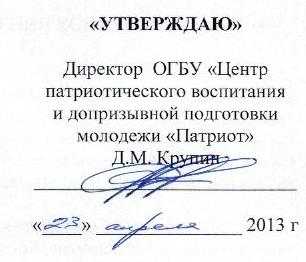 «УТВЕРЖДАЮ»
Директор ОГБУ «Центр
патриотического воспитания
и допризывной подготовки
молодежи «Патриот»
Д.М. Крупин
«23» апреля 2013 г